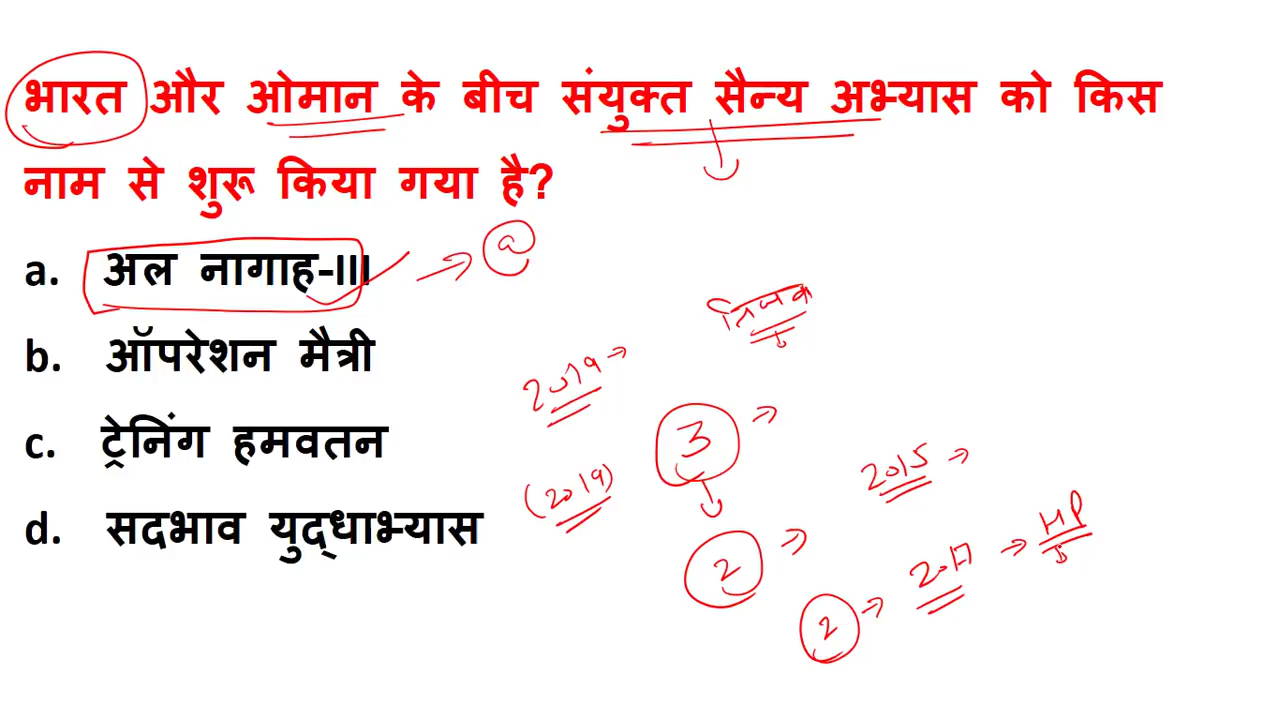 भारत और ओमान के बीच संयुक्त सैन्य अभ्यास को किस
नाम से शुरू किया गया है?
a. अल नागाह-III
a
b. ऑपरेशन मैत्री
2019
3
c. ट्रेनिंग हमवतन
2015
(2019)
d. सदभाव युद्धाभ्यास
HP
2
2017
2